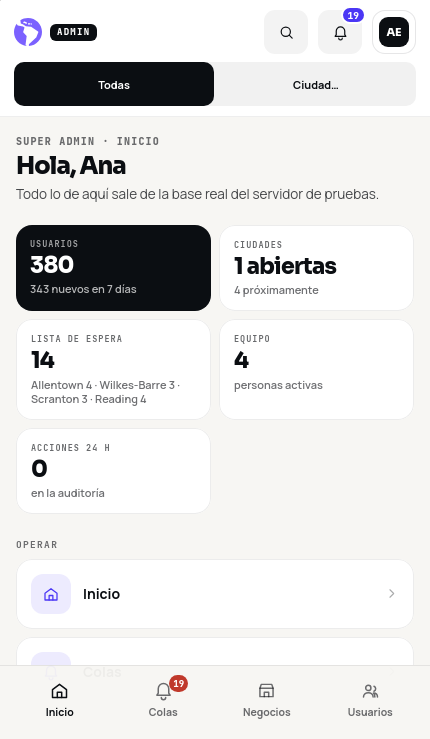 ADMIN
19
AE
Todas
Ciudad…
SUPER ADMIN · INICIO
Hola, Ana
Todo lo de aquí sale de la base real del servidor de pruebas.
USUARIOS
380
343 nuevos en 7 días
CIUDADES
1 abiertas
4 próximamente
LISTA DE ESPERA
14
Allentown 4 · Wilkes-Barre 3 ·
Scranton 3 · Reading 4
EQUIPO
4
personas activas
ACCIONES 24 H
0
en la auditoría
OPERAR
Inicio
Colas
19
Inicio
Colas
Negocios
Usuarios